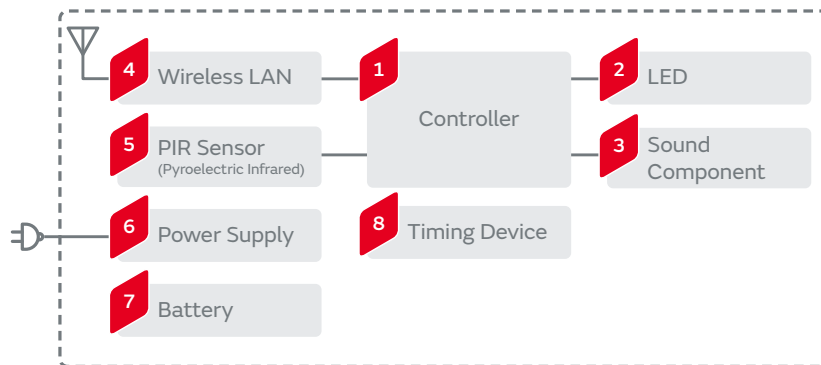 4
Wireless LAN
1
Controller
2
LED
5
PIR Sensor
(Pyroelectric Infrared)
3
Sound
Component
6
Power Supply
8
Timing Device
7
Battery